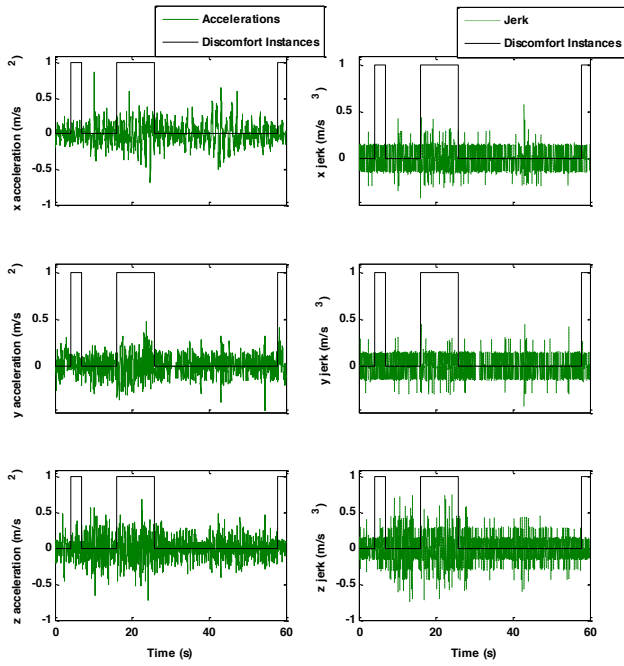 Accelerations
Discomfort Instances
Jerk
Discomfort Instances
x acceleration (m/s 2)
1
0.5
0
-0.5
-1
x jerk (m/s 3)
1
0.5
0
y acceleration (m/s 2)
1
0.5
0
y jerk (m/s 3)
1
0.5
0
z acceleration (m/s 2)
1
0.5
0
-0.5
-1
0 20 40 60
Time (s)
z jerk (m/s 3)
1
0.5
0
-0.5
-1
0 20 40 60
Time (s)